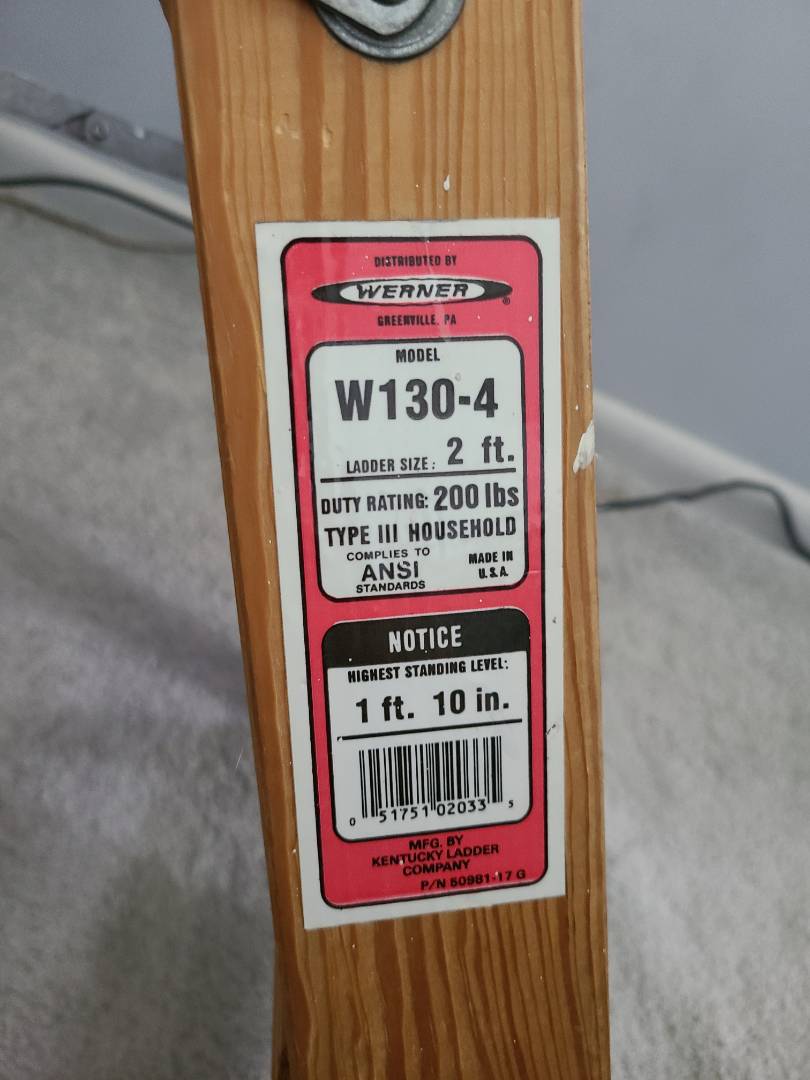 DISTRIBUTED BY
WERNER®
GREENVILLE, PA
MODEL
W130-4
LADDER SIZE: 2 ft.
DUTY RATING: 200 lbs
TYPE III HOUSEHOLD
COMPLIES TO
ANSI
STANDARDS
MADE IN
U.S.A.
NOTICE
HIGHEST STANDING LEVEL:
1 ft. 10 in.
0 51751 02033 5
MFG. BY
KENTUCKY LADDER
COMPANY
P/N 50981-17 G